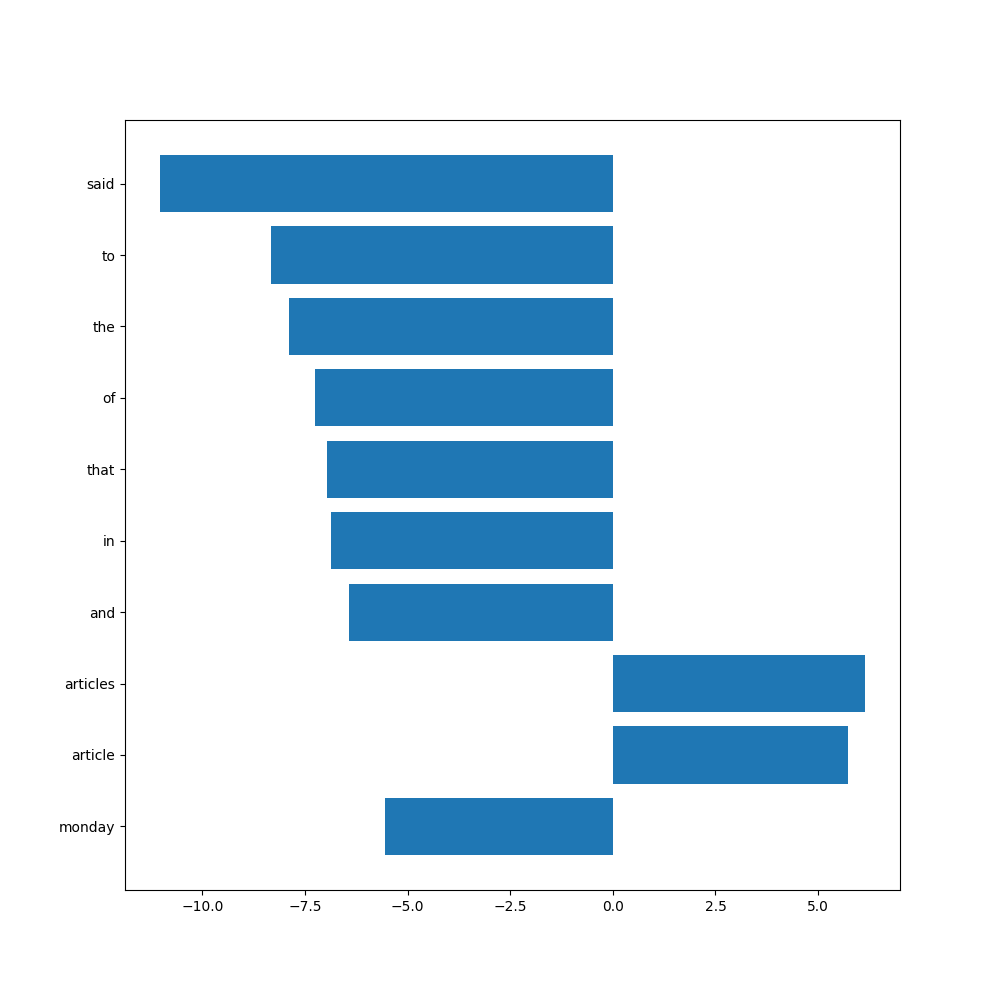 said
to
the
of
that
in
and
articles
article
monday
−10.0 −7.5 −5.0 −2.5 0.0 2.5 5.0